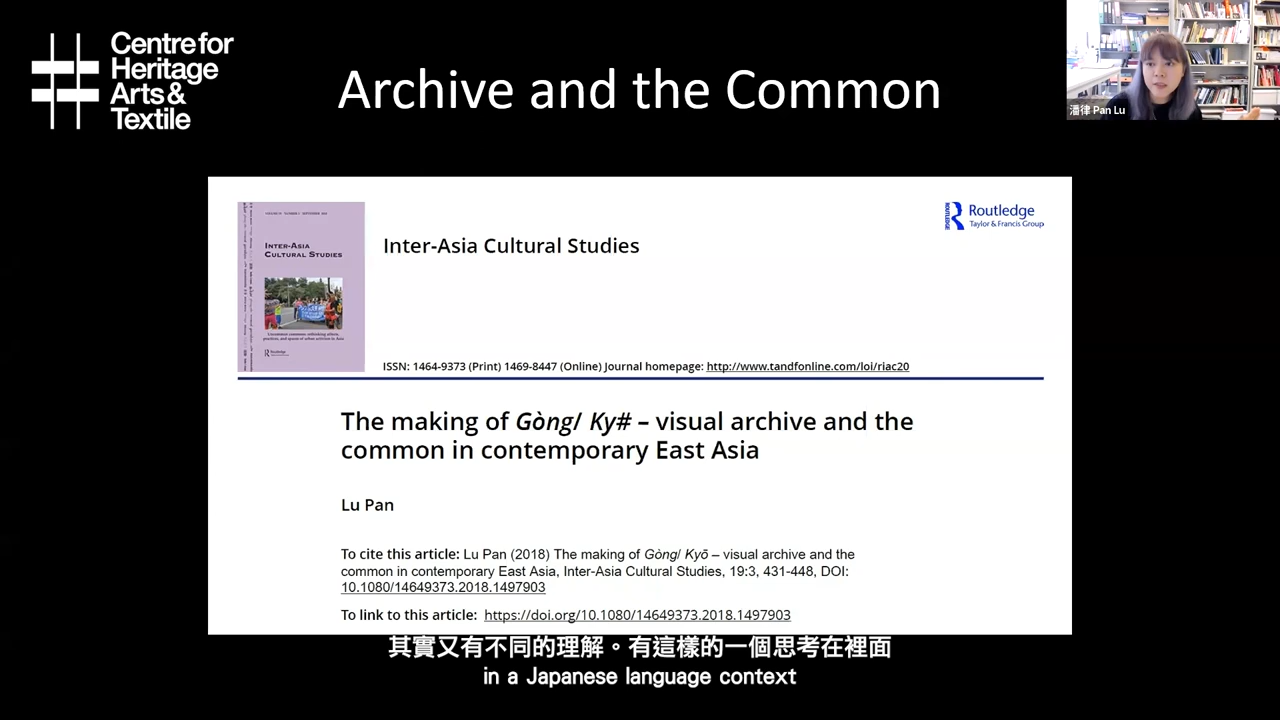 Centre for
Heritage
Arts &
Textile
Archive and the Common
潘律 Pan Lu
INTER-ASIA
CULTURAL STUDIES
Routledge
Taylor & Francis Group
Inter-Asia Cultural Studies
ISSN: 1464-9373 (Print) 1469-8447 (Online) Journal homepage: http://www.tandfonline.com/loi/riac20
The making of Gòng/ Ky# – visual archive and the
common in contemporary East Asia
Lu Pan
To cite this article: Lu Pan (2018) The making of Gòng/ Kyō – visual archive and the
common in contemporary East Asia, Inter-Asia Cultural Studies, 19:3, 431-448, DOI:
10.1080/14649373.2018.1497903
To link to this article: https://doi.org/10.1080/14649373.2018.1497903
其實又有不同的理解。有這樣的一個思考在裡面
in a Japanese language context